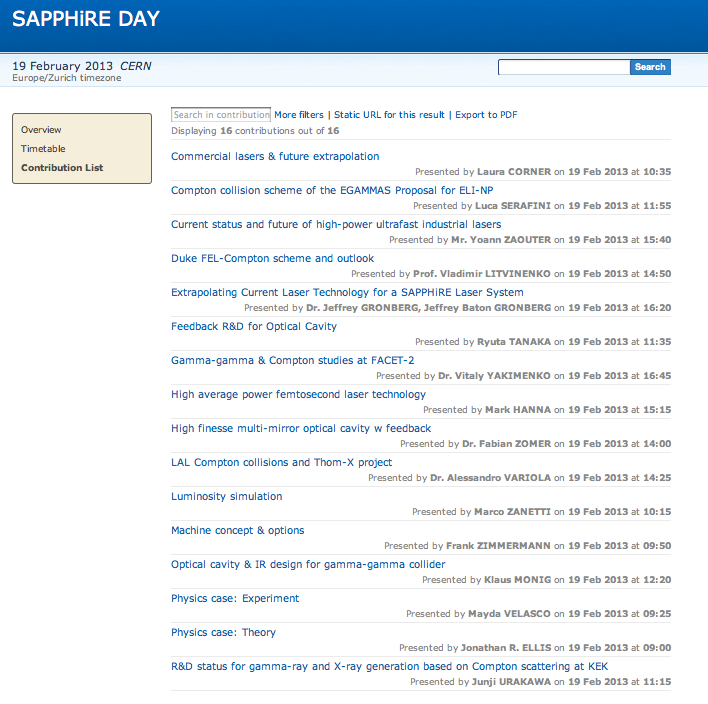 SAPPHiRE DAY
19 February 2013 CERN
Europe/Zurich timezone
Search
Overview
Timetable
Contribution List
Search in contribution More filters | Static URL for this result | Export to PDF
Displaying 16 contributions out of 16
Commercial lasers & future extrapolation
Presented by Laura CORNER on 19 Feb 2013 at 10:35
Compton collision scheme of the EGAMMAS Proposal for ELI-NP
Presented by Luca SERAFINI on 19 Feb 2013 at 11:55
Current status and future of high-power ultrafast industrial lasers
Presented by Mr. Yoann ZAOUTER on 19 Feb 2013 at 15:40
Duke FEL-Compton scheme and outlook
Presented by Prof. Vladimir LITVINENKO on 19 Feb 2013 at 14:50
Extrapolating Current Laser Technology for a SAPPHiRE Laser System
Presented by Dr. Jeffrey GRONBERG, Jeffrey Baton GRONBERG on 19 Feb 2013 at 16:20
Feedback R&D for Optical Cavity
Presented by Ryuta TANAKA on 19 Feb 2013 at 11:35
Gamma-gamma & Compton studies at FACET-2
Presented by Dr. Vitaly YAKIMENKO on 19 Feb 2013 at 16:45
High average power femtosecond laser technology
Presented by Mark HANNA on 19 Feb 2013 at 15:15
High finesse multi-mirror optical cavity w feedback
Presented by Dr. Fabian ZOMER on 19 Feb 2013 at 14:00
LAL Compton collisions and Thom-X project
Presented by Dr. Alessandro VARIOLA on 19 Feb 2013 at 14:25
Luminosity simulation
Presented by Marco ZANETTI on 19 Feb 2013 at 10:15
Machine concept & options
Presented by Frank ZIMMERMANN on 19 Feb 2013 at 09:50
Optical cavity & IR design for gamma-gamma collider
Presented by Klaus MONIG on 19 Feb 2013 at 12:20
Physics case: Experiment
Presented by Mayda VELASCO on 19 Feb 2013 at 09:25
Physics case: Theory
Presented by Jonathan R. ELLIS on 19 Feb 2013 at 09:00
R&D status for gamma-ray and X-ray generation based on Compton scattering at KEK
Presented by Junji URAKAWA on 19 Feb 2013 at 11:15